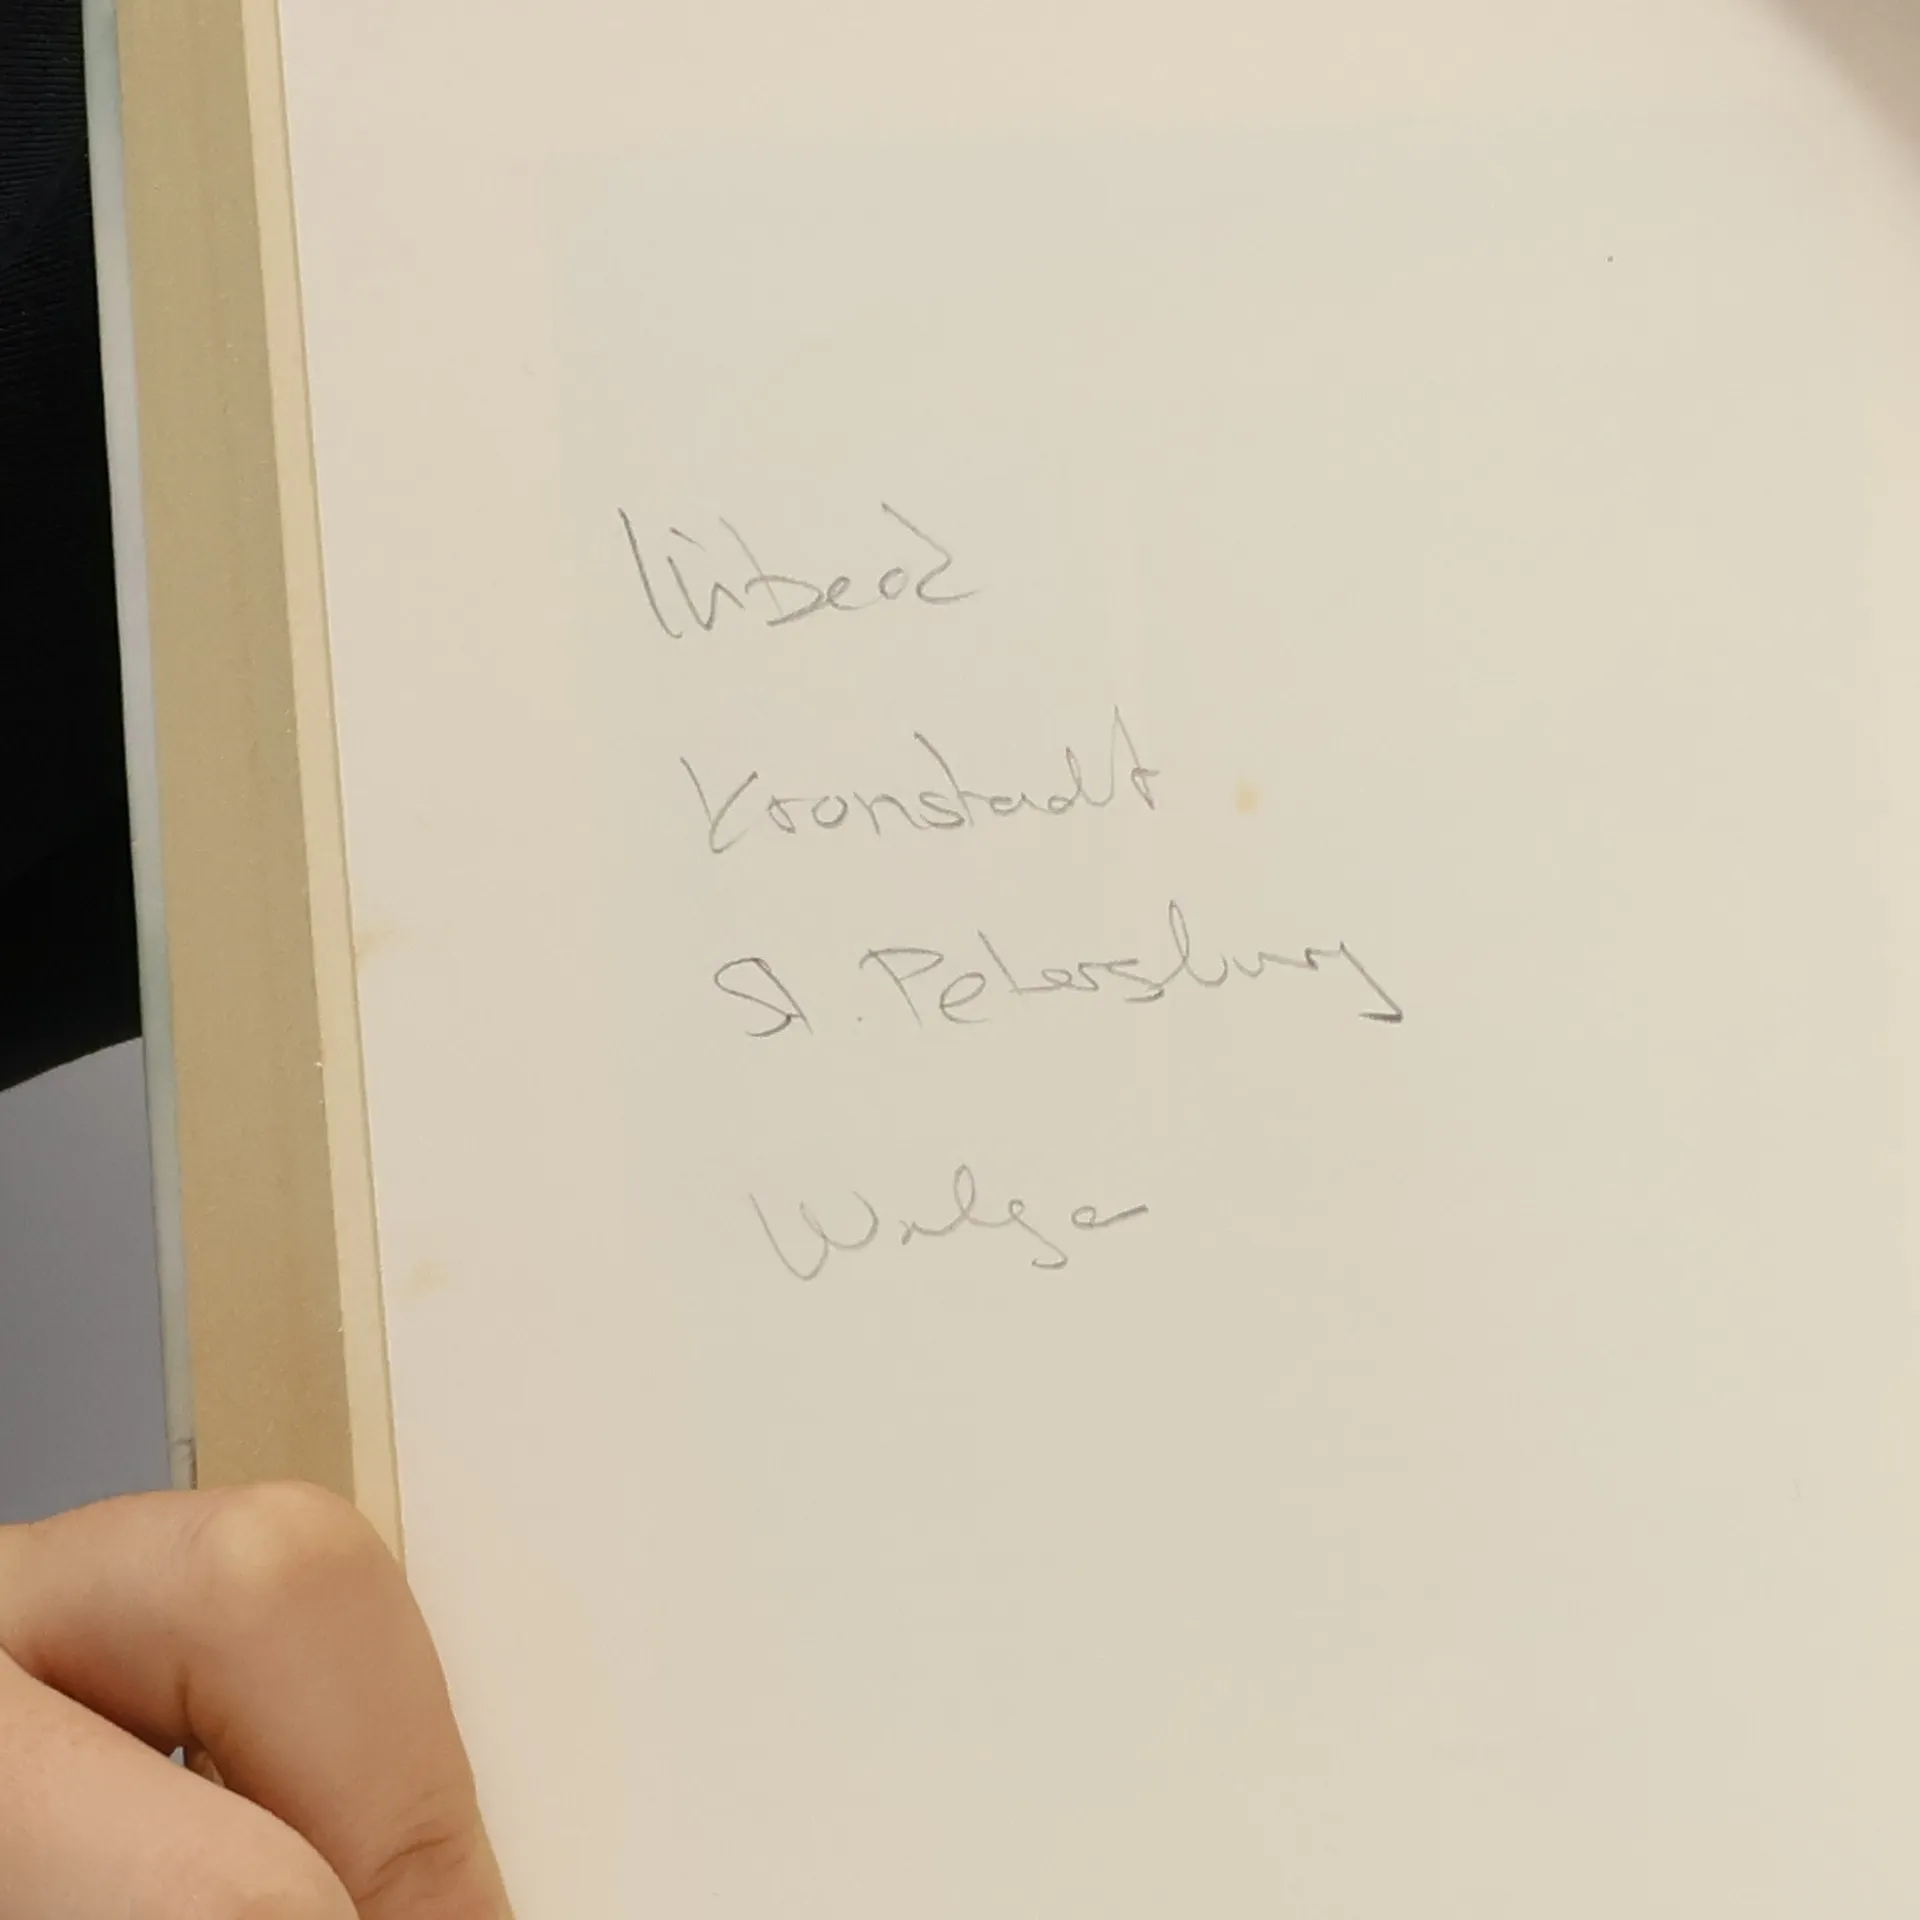 Lübeck
Kronstadt
St. Petersburg
Wolga